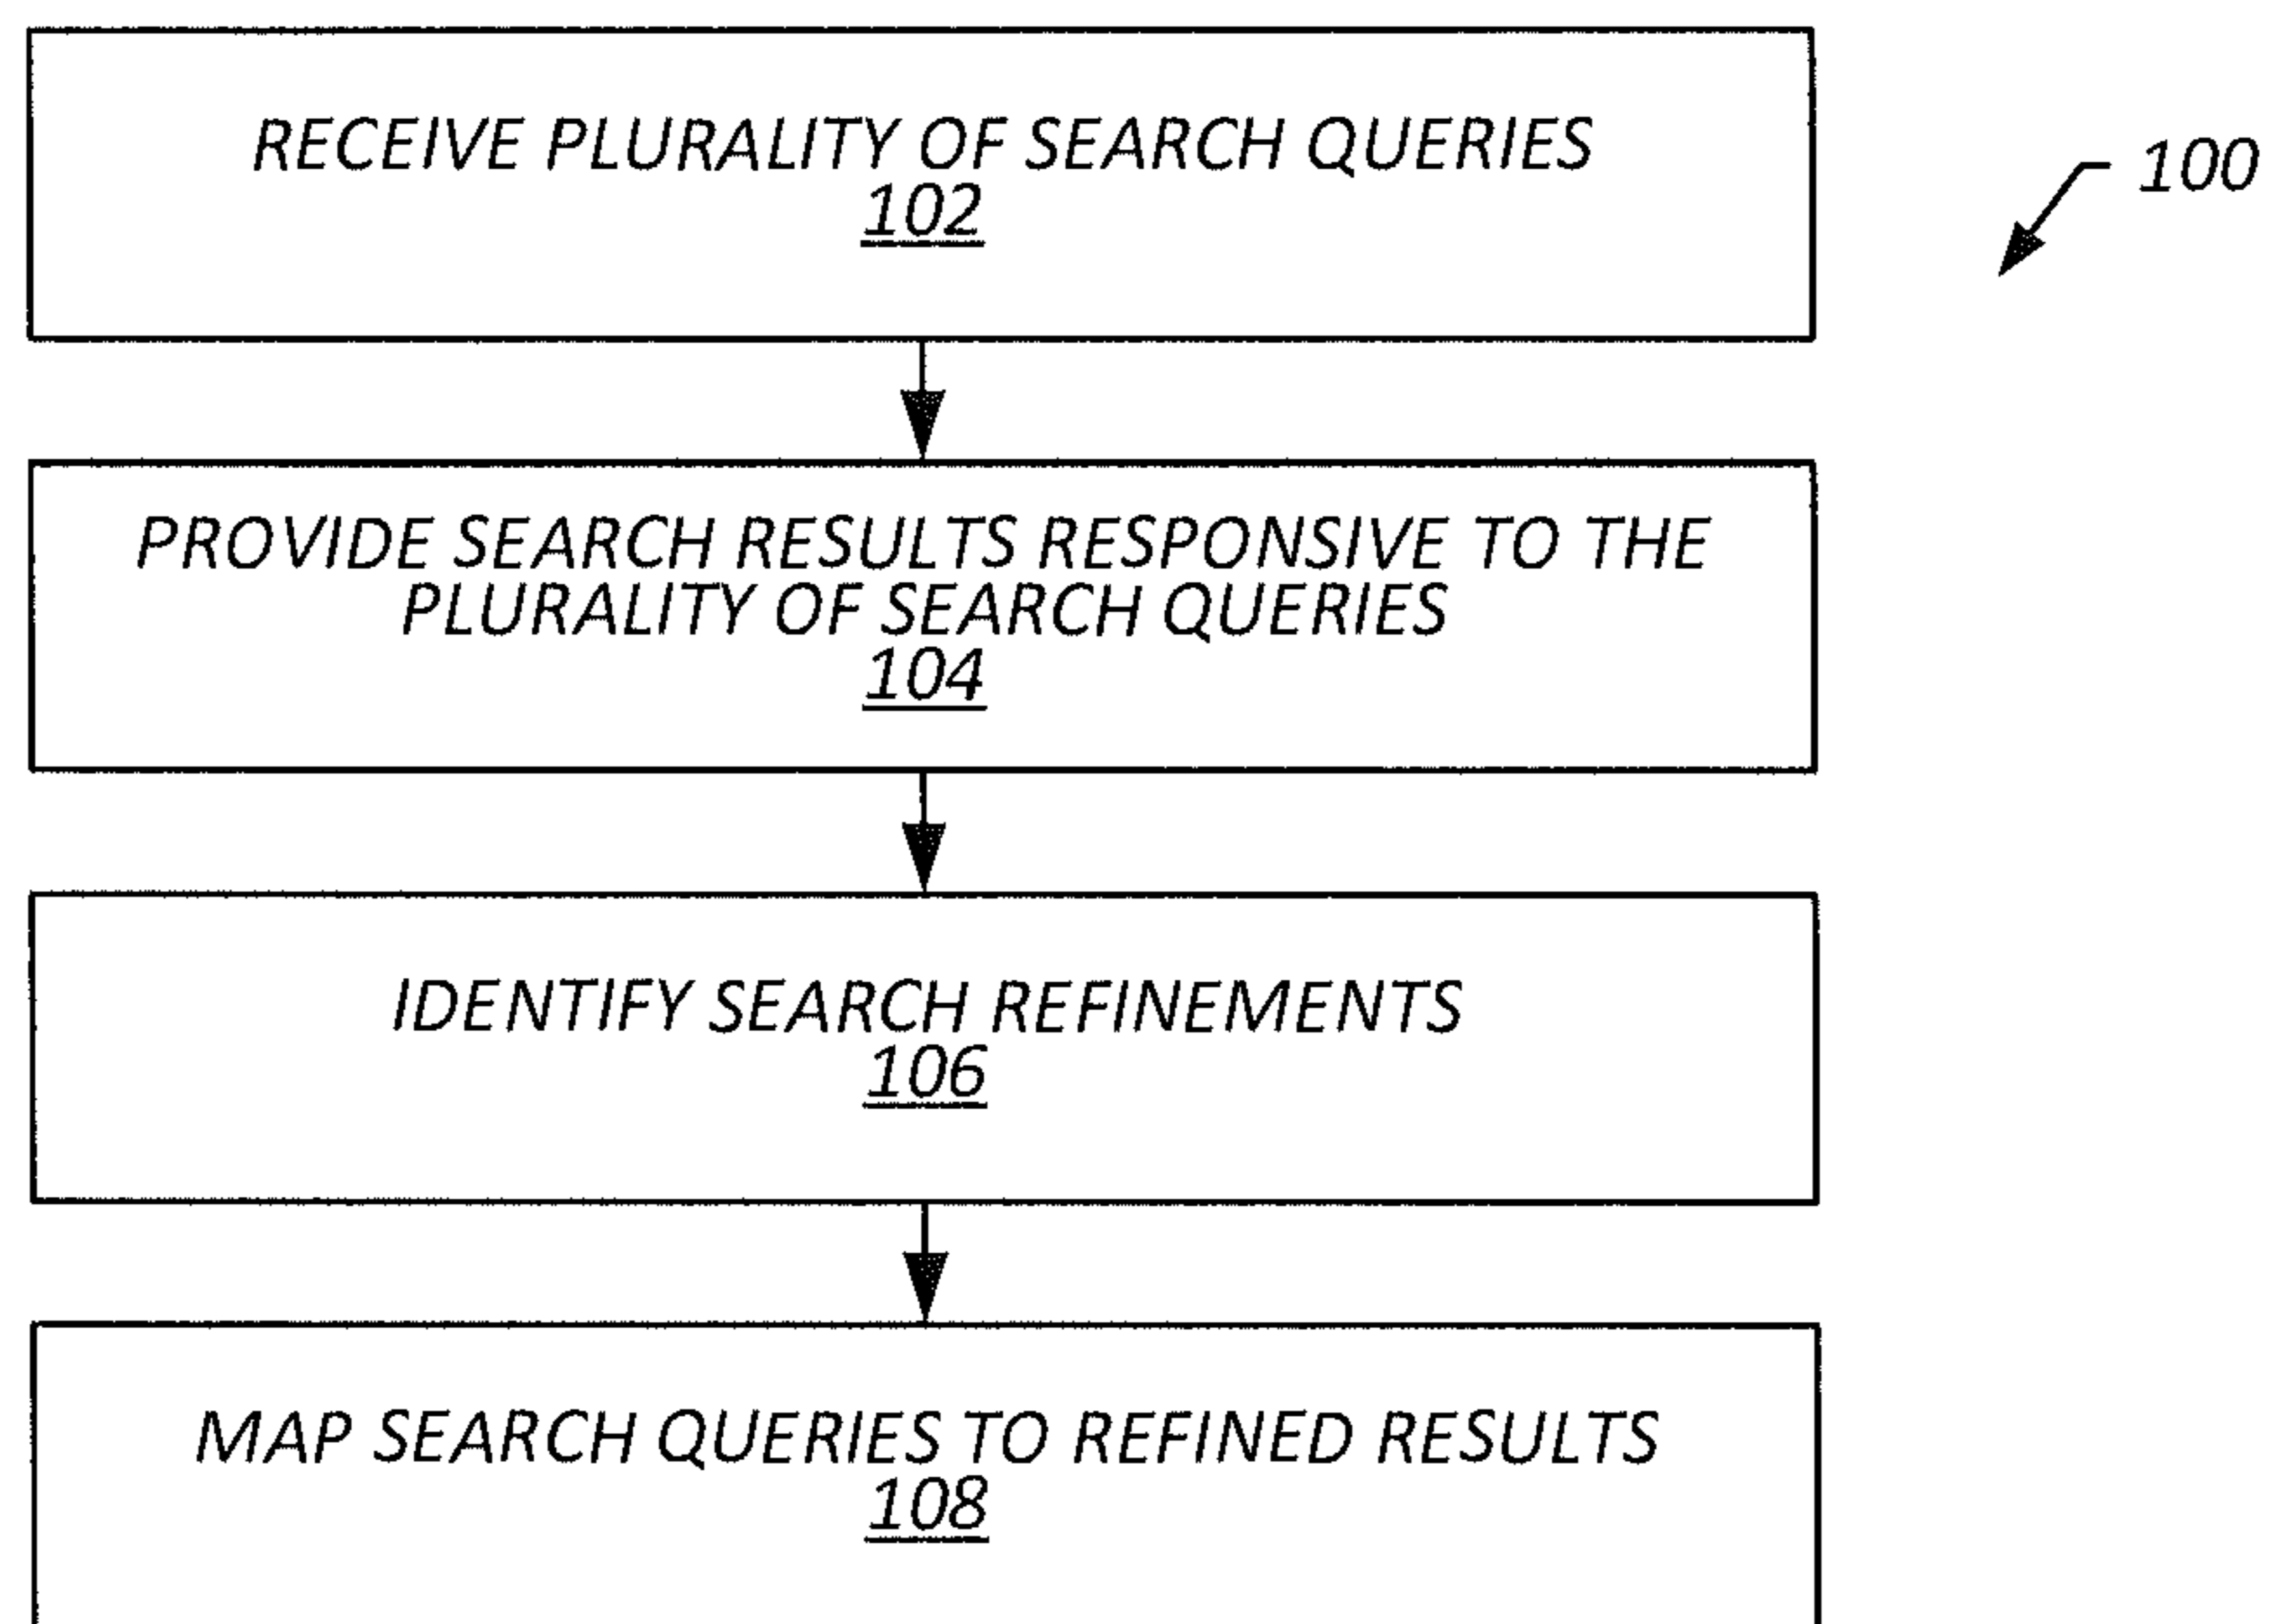 RECEIVE PLURALITY OF SEARCH QUERIES
102
100
PROVIDE SEARCH RESULTS RESPONSIVE TO THE
PLURALITY OF SEARCH QUERIES
104
IDENTIFY SEARCH REFINEMENTS
106
MAP SEARCH QUERIES TO REFINED RESULTS
108